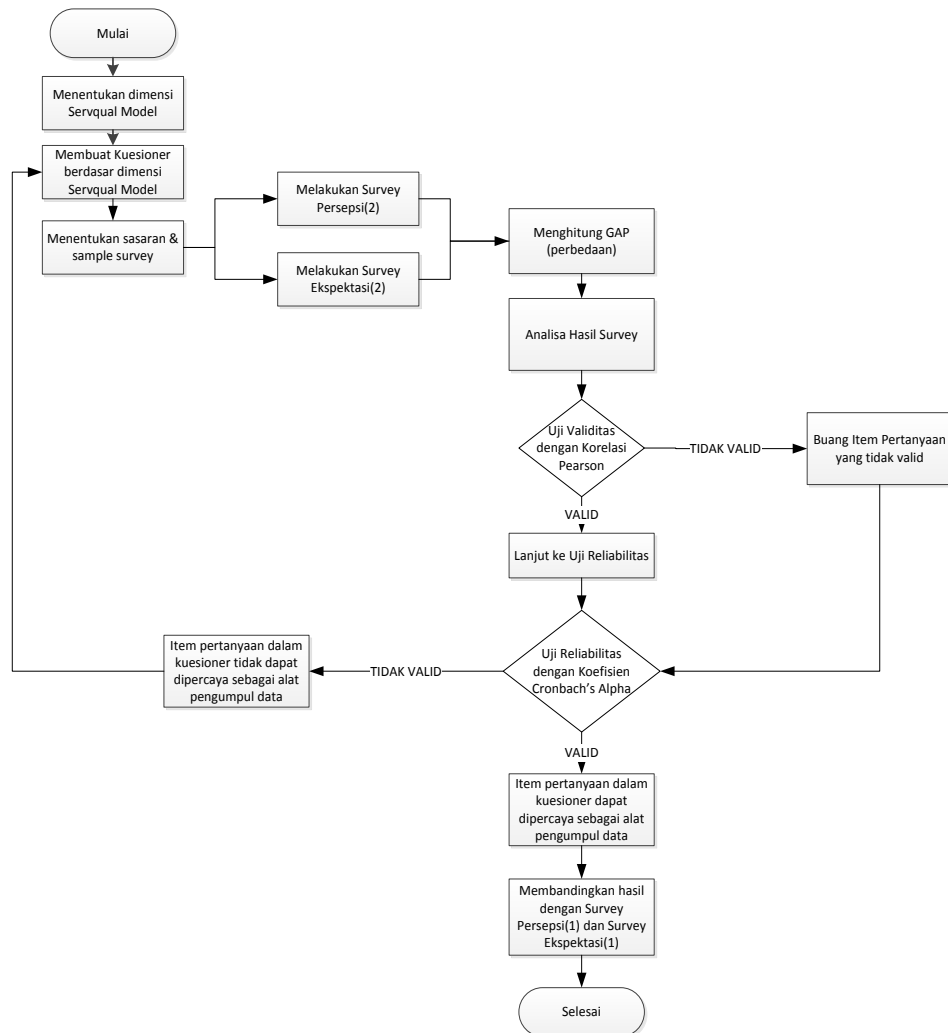 Mulai
Menentukan dimensi
Servqual Model
Membuat Kuesioner
berdasar dimensi
Servqual Model
Menentukan sasaran &
sample survey
Melakukan Survey
Persepsi(2)
Melakukan Survey
Ekspektasi(2)
Menghitung GAP
(perbedaan)
Analisa Hasil Survey
Uji Validitas
dengan Korelasi
Pearson
TIDAK VALID
Buang Item Pertanyaan
yang tidak valid
VALID
Lanjut ke Uji Reliabilitas
Uji Reliabilitas
dengan Koefisien
Cronbach's Alpha
TIDAK VALID
Item pertanyaan dalam
kuesioner tidak dapat
dipercaya sebagai alat
pengumpul data
VALID
Item pertanyaan dalam
kuesioner dapat
dipercaya sebagai alat
pengumpul data
Membandingkan hasil
dengan Survey
Persepsi(1) dan Survey
Ekspektasi(1)
Selesai